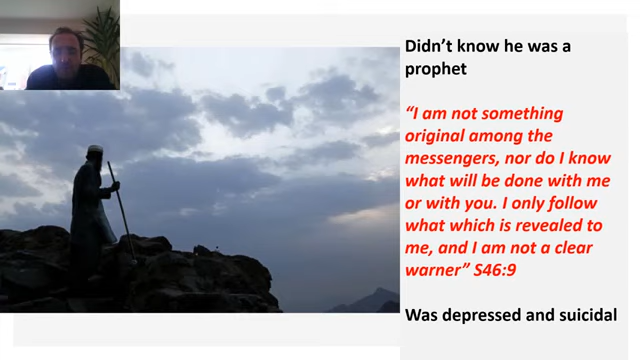 Didn’t know he was a
prophet
“I am not something
original among the
messengers, nor do I know
what will be done with me
or with you. I only follow
what which is revealed to
me, and I am not a clear
warner” S46:9
Was depressed and suicidal